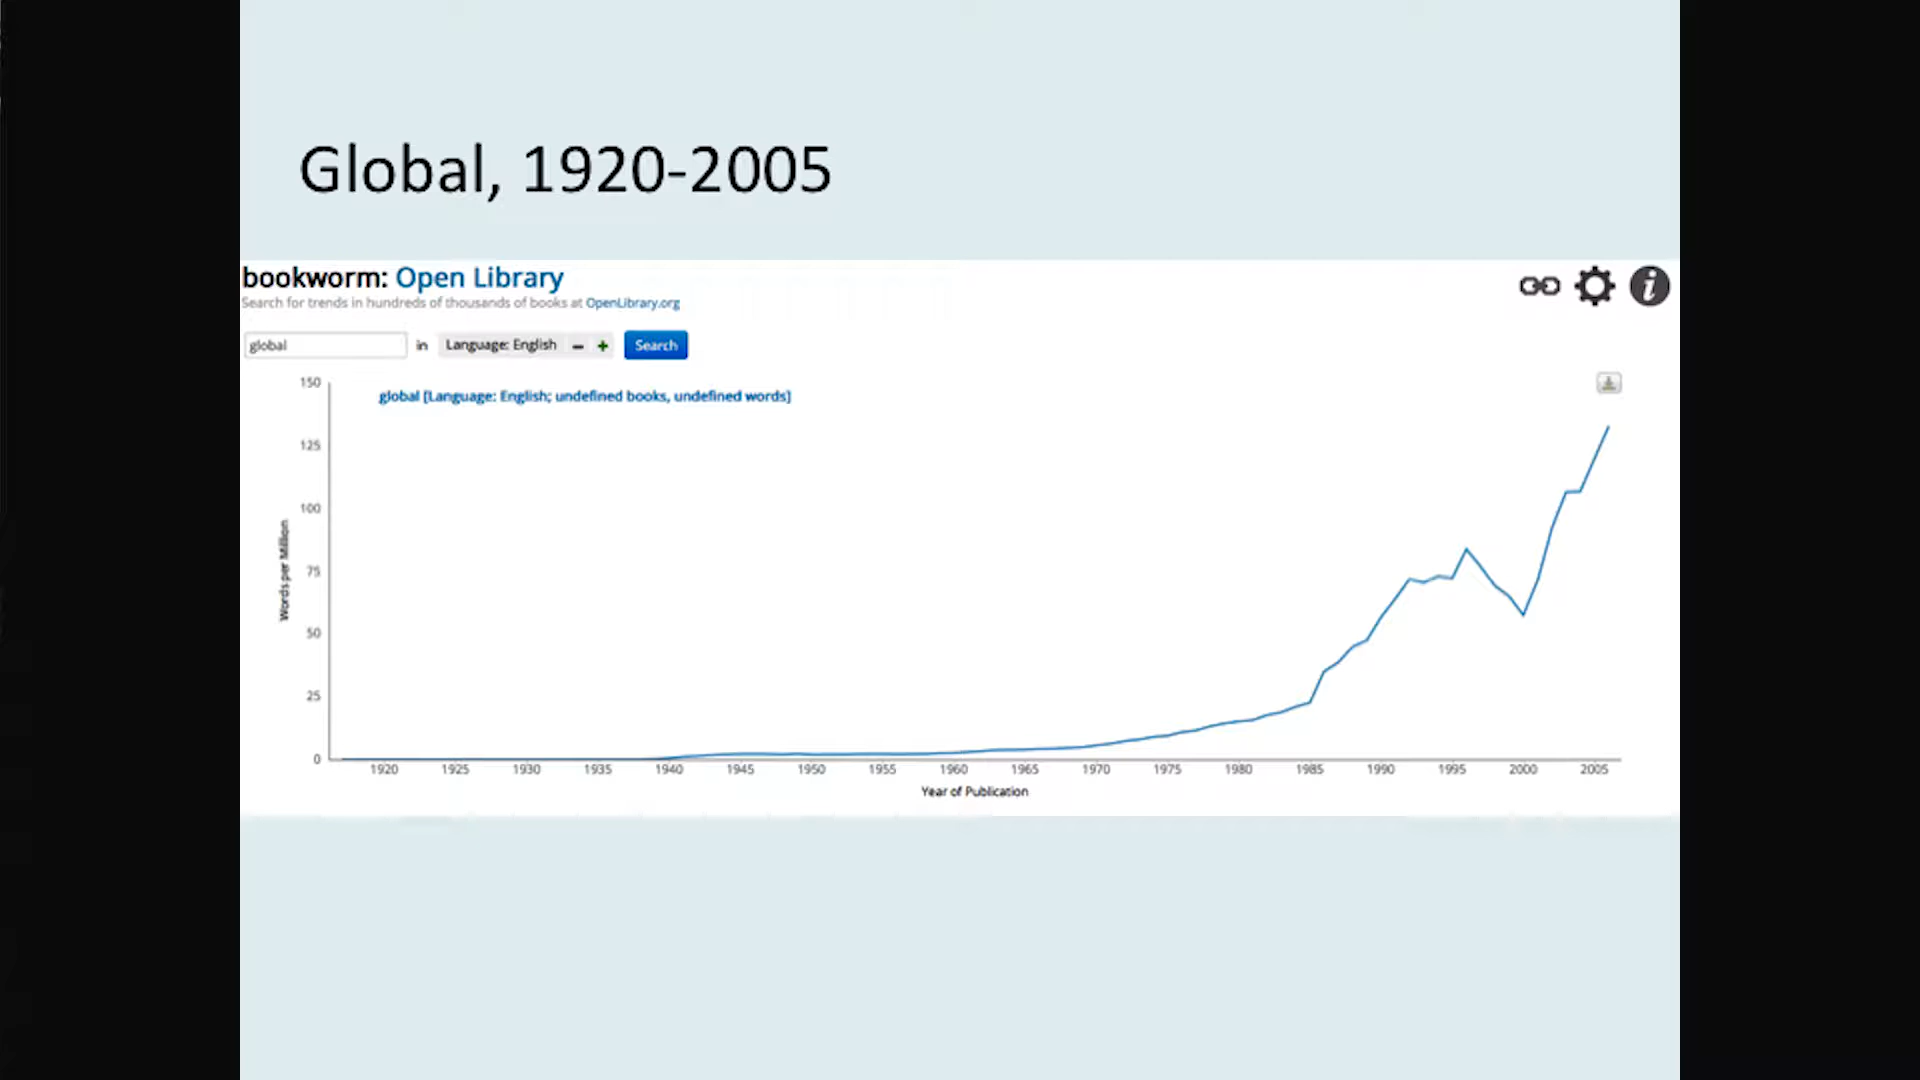 Global, 1920-2005
bookworm: Open Library
Search for trends in hundreds of thousands of books at OpenLibrary.org
global in Language: English - + Search
150
global [Language: English; undefined books, undefined words]
125
100
75
50
25
0
Words per Million
1920 1925 1930 1935 1940 1945 1950 1955 1960 1965 1970 1975 1980 1985 1990 1995 2000 2005
Year of Publication